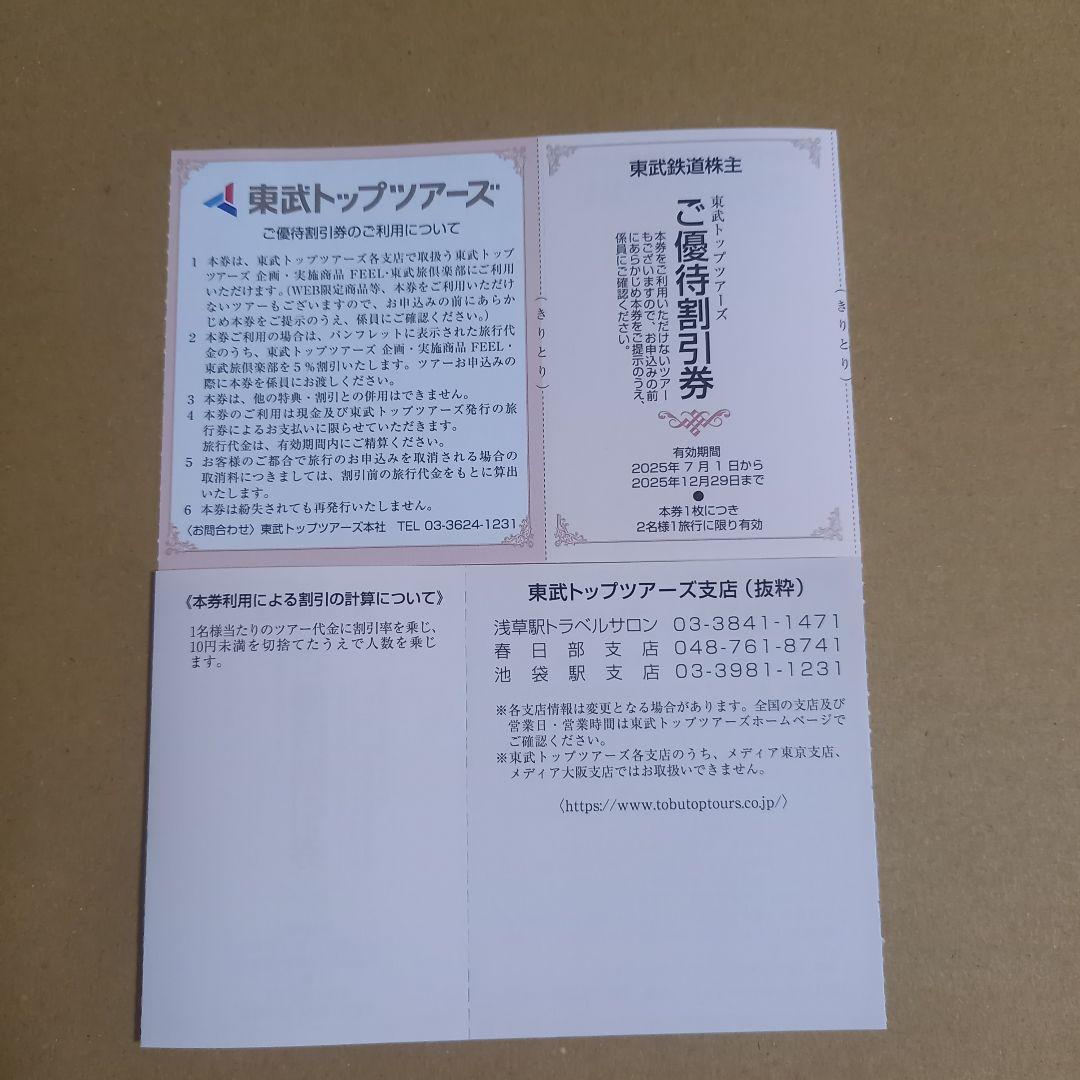 東武トップツアーズ
ご優待割引券のご利用について
1 本券は、東武トップツアーズ各支店で取扱う東武トップ
ツアーズ 企画・実施商品 FEEL・東武旅倶楽部にご利用
いただけます。(WEB限定商品等、本券をご利用いただけ
ないツアーもございますので、お申込みの前にあらか
じめ本券をご提示のうえ、係員にご確認ください。)
2 本券ご利用の場合は、パンフレットに表示された旅行代
金のうち、東武トップツアーズ 企画・実施商品 FEEL・
東武旅倶楽部を5%割引いたします。ツアーお申込みの
際に本券を係員にお渡しください。
3 本券は、他の特典・割引との併用はできません。
4 本券のご利用は現金及び東武トップツアーズ発行の旅
行券によるお支払いに限らせていただきます。
旅行代金は、有効期間内にご精算ください。
5 お客様のご都合で旅行のお申込みを取消される場合の
取消料につきましては、割引前の旅行代金をもとに算出
いたします。
6 本券は紛失されても再発行いたしません。
〈お問合わせ〉東武トップツアーズ本社 TEL 03-3624-1231
(きりとり)
東武鉄道株主
東武トップツアーズ
ご優待割引券
本券をご利用いただけないツアー
もございますので、お申込みの前
にあらかじめ本券をご提示のうえ、
係員にご確認ください。
有効期間
2025年7月1日から
2025年12月29日まで
●
本券1枚につき
2名様1旅行に限り有効
(きりとり)
《本券利用による割引の計算について》
1名様当たりのツアー代金に割引率を乗じ、
10円未満を切捨てたうえで人数を乗じ
ます。
東武トップツアーズ支店(抜粋)
浅草駅トラベルサロン 03-3841-1471
春日部支店 048-761-8741
池袋駅支店 03-3981-1231
※各支店情報は変更となる場合があります。全国の支店及び
営業日・営業時間は東武トップツアーズホームページで
ご確認ください。
※東武トップツアーズ各支店のうち、メディア東京支店、
メディア大阪支店ではお取扱いできません。
〈https://www.tobutoptours.co.jp/〉